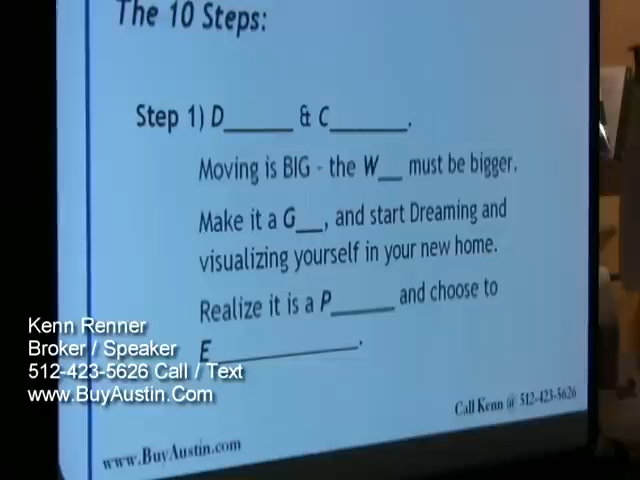 The 10 Steps:
Step 1) D______ & C_______.
Moving is BIG - the W__ must be bigger.
Make it a G__, and start Dreaming and
visualizing yourself in your new home.
Realize it is a P______ and choose to
E_____________.
Kenn Renner
Broker / Speaker
512-423-5626 Call / Text
www.BuyAustin.Com
Call Kenn @ 512-423-5626
www.BuyAustin.com